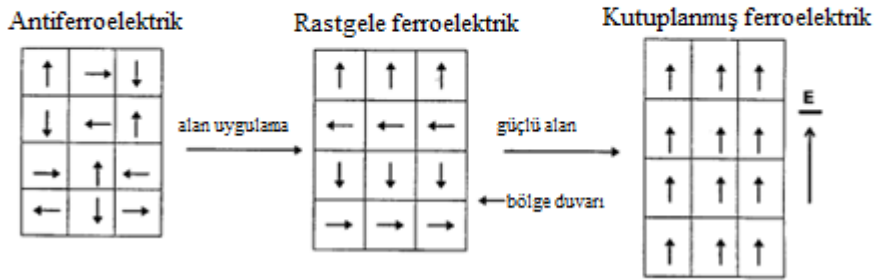 Antiferroelektrik
Rastgele ferroelektrik
Kutuplanmış ferroelektrik
alan uygulama
güçlü alan
E
bölge duvarı